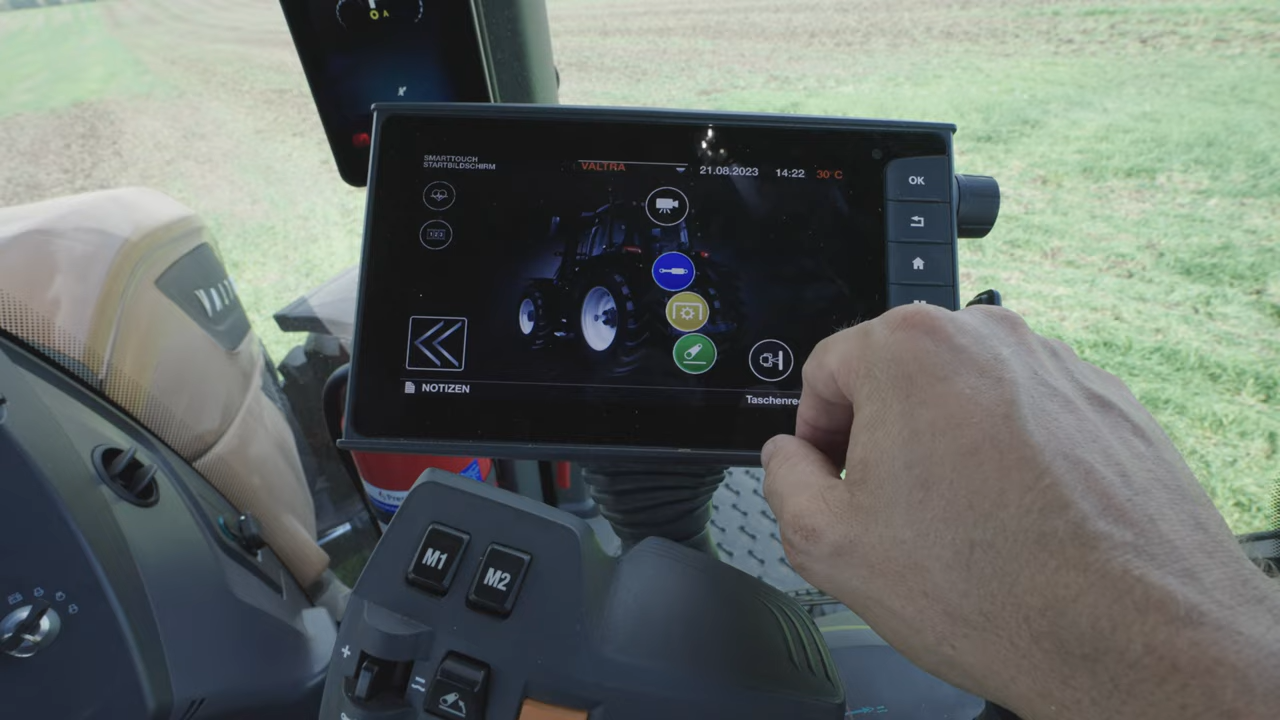 A
SMARTTOUCH
STARTBILDSCHIRM
VALTRA
21.08.2023
14:22
30°C
OK
NOTIZEN
M1
M2